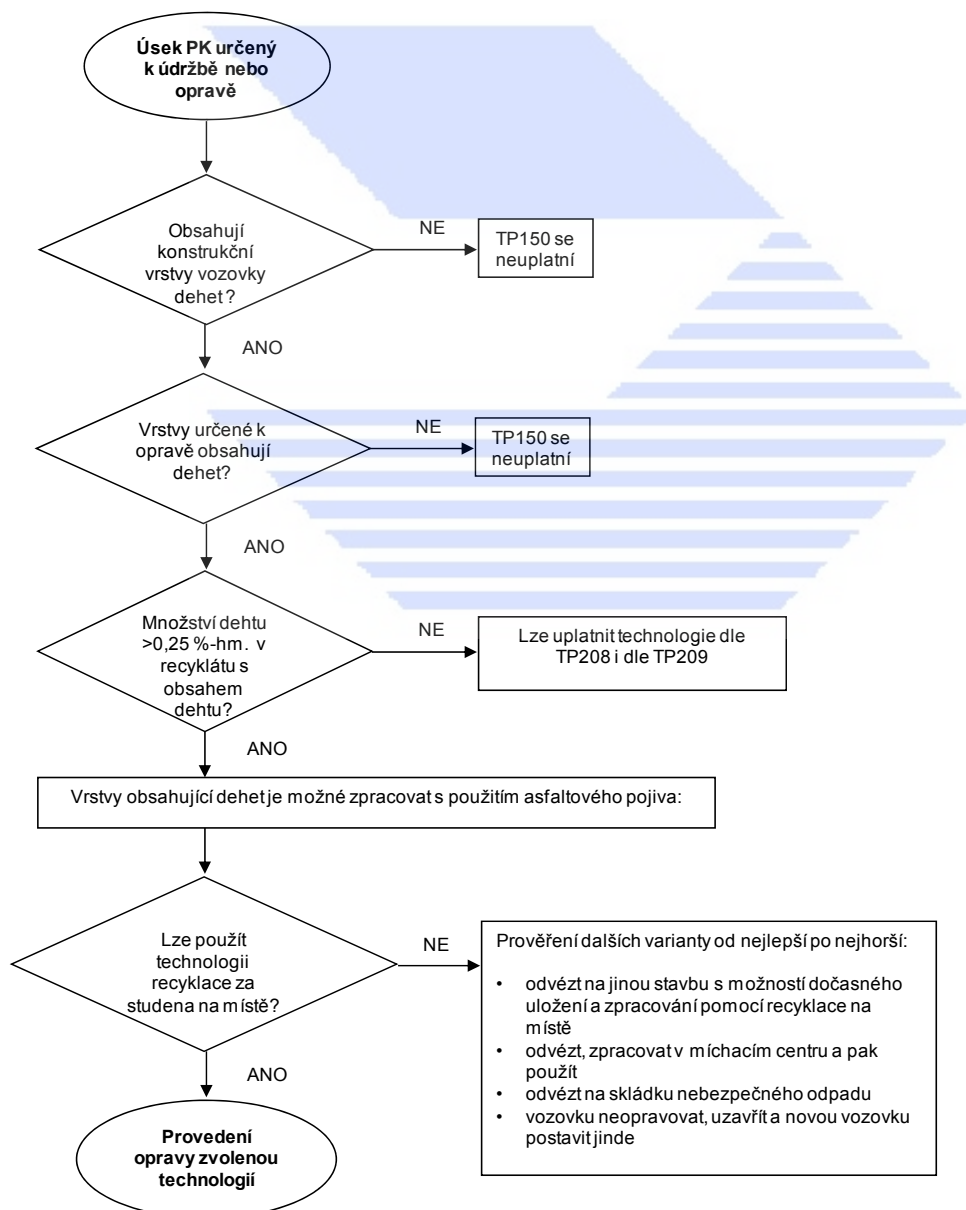 Úsek PK určený
k údržbě nebo
opravě
Obsahují
konstrukční
vrstvy vozovky
dehet?
NE
TP150 se
neuplatní
ANO
Vrstvy určené k
opravě obsahují
dehet?
NE
TP150 se
neuplatní
ANO
Množství dehtu
>0,25 %-hm. v
recyklátu s
obsahem
dehtu?
NE
Lze uplatnit technologie dle
TP208 i dle TP209
ANO
Vrstvy obsahující dehet je možné zpracovat s použitím asfaltového pojiva:
Lze použít
technologii
recyklace za
studena na místě?
NE
Prověření dalších varianty od nejlepší po nejhorší:
• odvézt na jinou stavbu s možností dočasného
uložení a zpracování pomocí recyklace na
místě
• odvézt, zpracovat v míchacím centru a pak
použít
• odvézt na skládku nebezpečného odpadu
• vozovku neopravovat, uzavřít a novou vozovku
postavit jinde
ANO
Provedení
opravy zvolenou
technologií